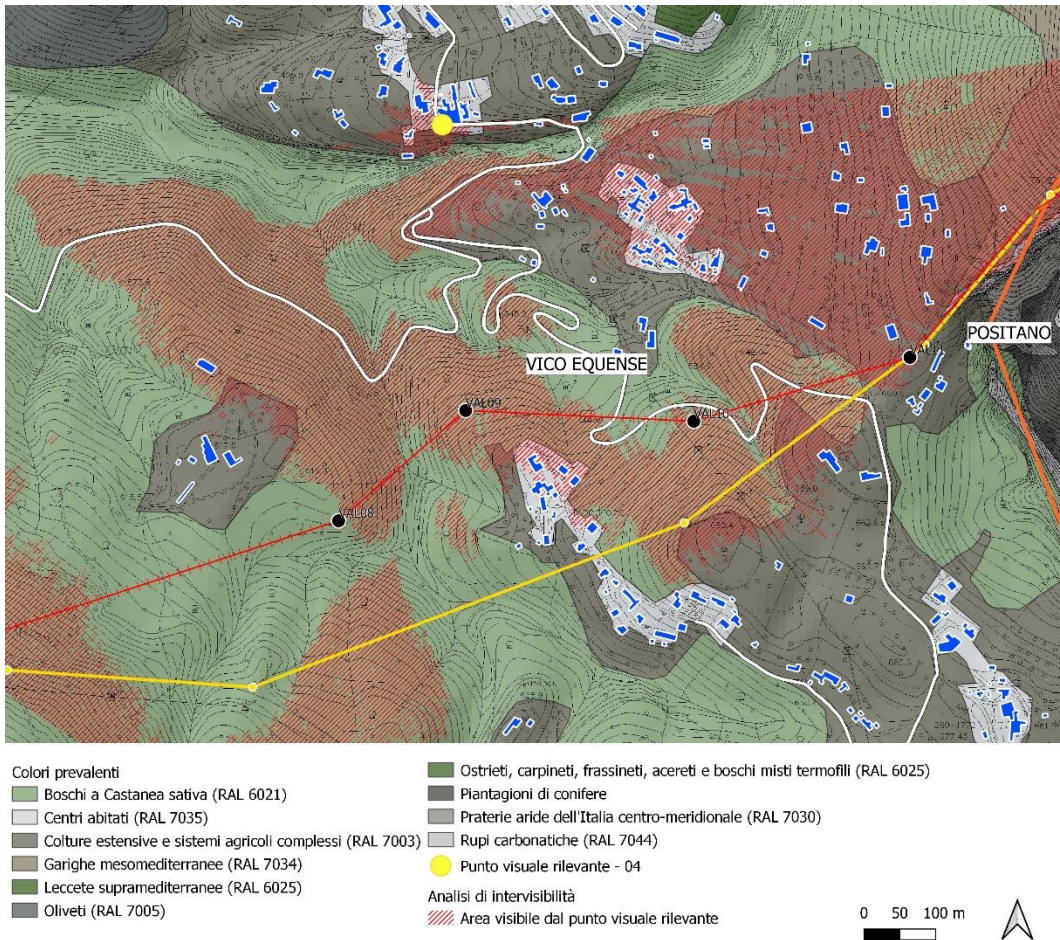 VICO EQUENSE
POSITANO
VAL09
VAL10
VAL08
Colori prevalenti
Boschi a Castanea sativa (RAL 6021)
Centri abitati (RAL 7035)
Colture estensive e sistemi agricoli complessi (RAL 7003)
Garighe mesomediterranee (RAL 7034)
Leccete supramediterranee (RAL 6025)
Oliveti (RAL 7005)
Ostrieti, carpineti, frassineti, acereti e boschi misti termofili (RAL 6025)
Piantagioni di conifere
Praterie aride dell'Italia centro-meridionale (RAL 7030)
Rupi carbonatiche (RAL 7044)
Punto visuale rilevante - 04
Analisi di intervisibilità
Area visibile dal punto visuale rilevante
0 50 100 m